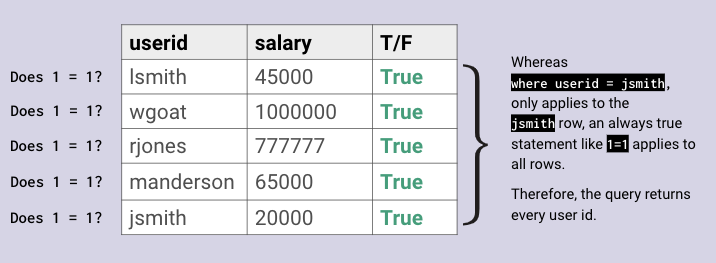 userid salary T/F
Does 1 = 1? lsmith 45000 True
Does 1 = 1? wgoat 1000000 True
Does 1 = 1? rjones 777777 True
Does 1 = 1? manderson 65000 True
Does 1 = 1? jsmith 20000 True
Whereas
where userid = jsmith,
only applies to the
jsmith row, an always true
statement like 1=1 applies to
all rows.
Therefore, the query returns
every user id.